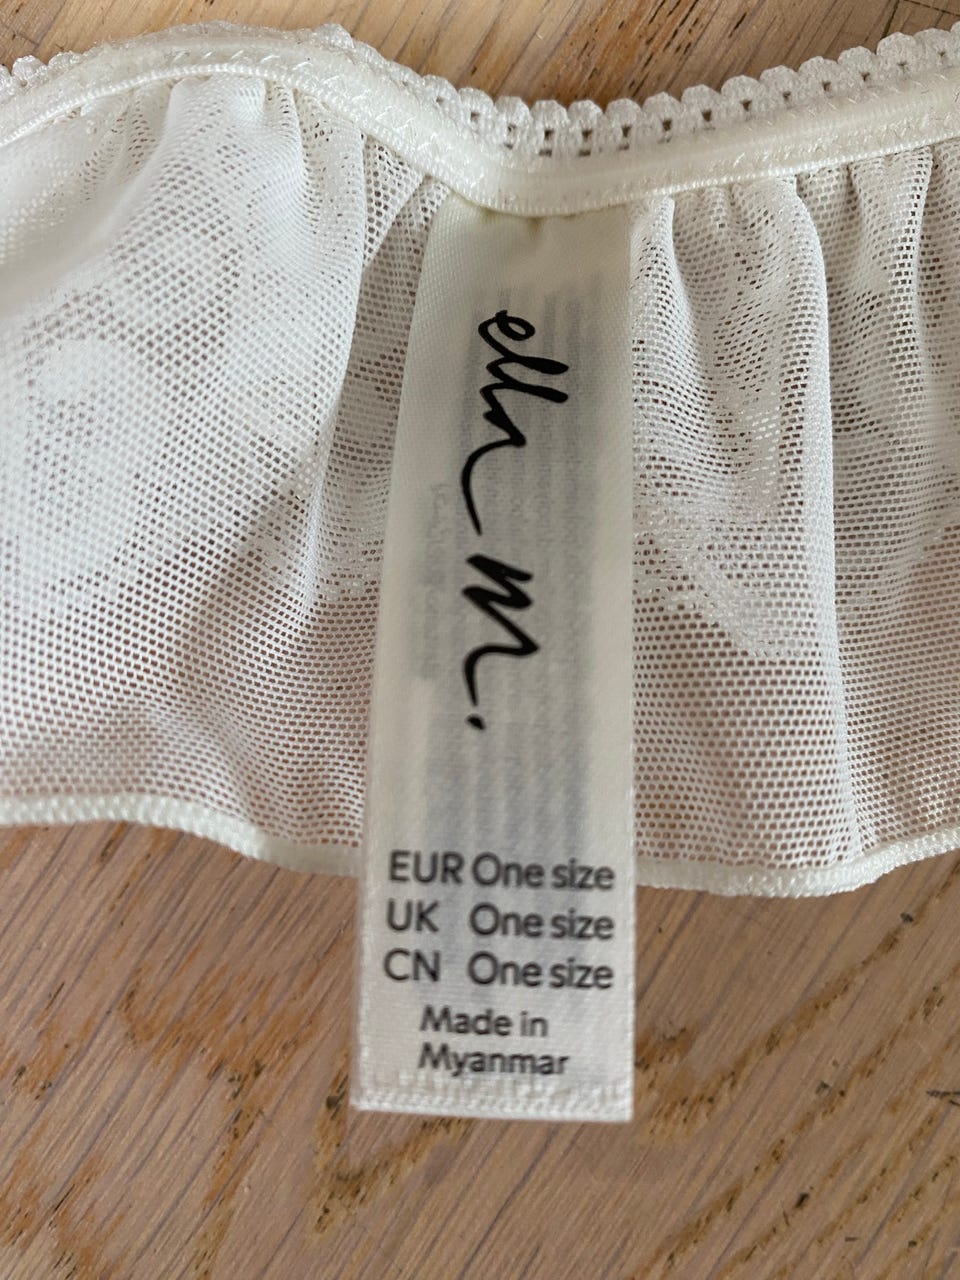 ella m.
EUR One size
UK One size
CN One size
Made in
Myanmar